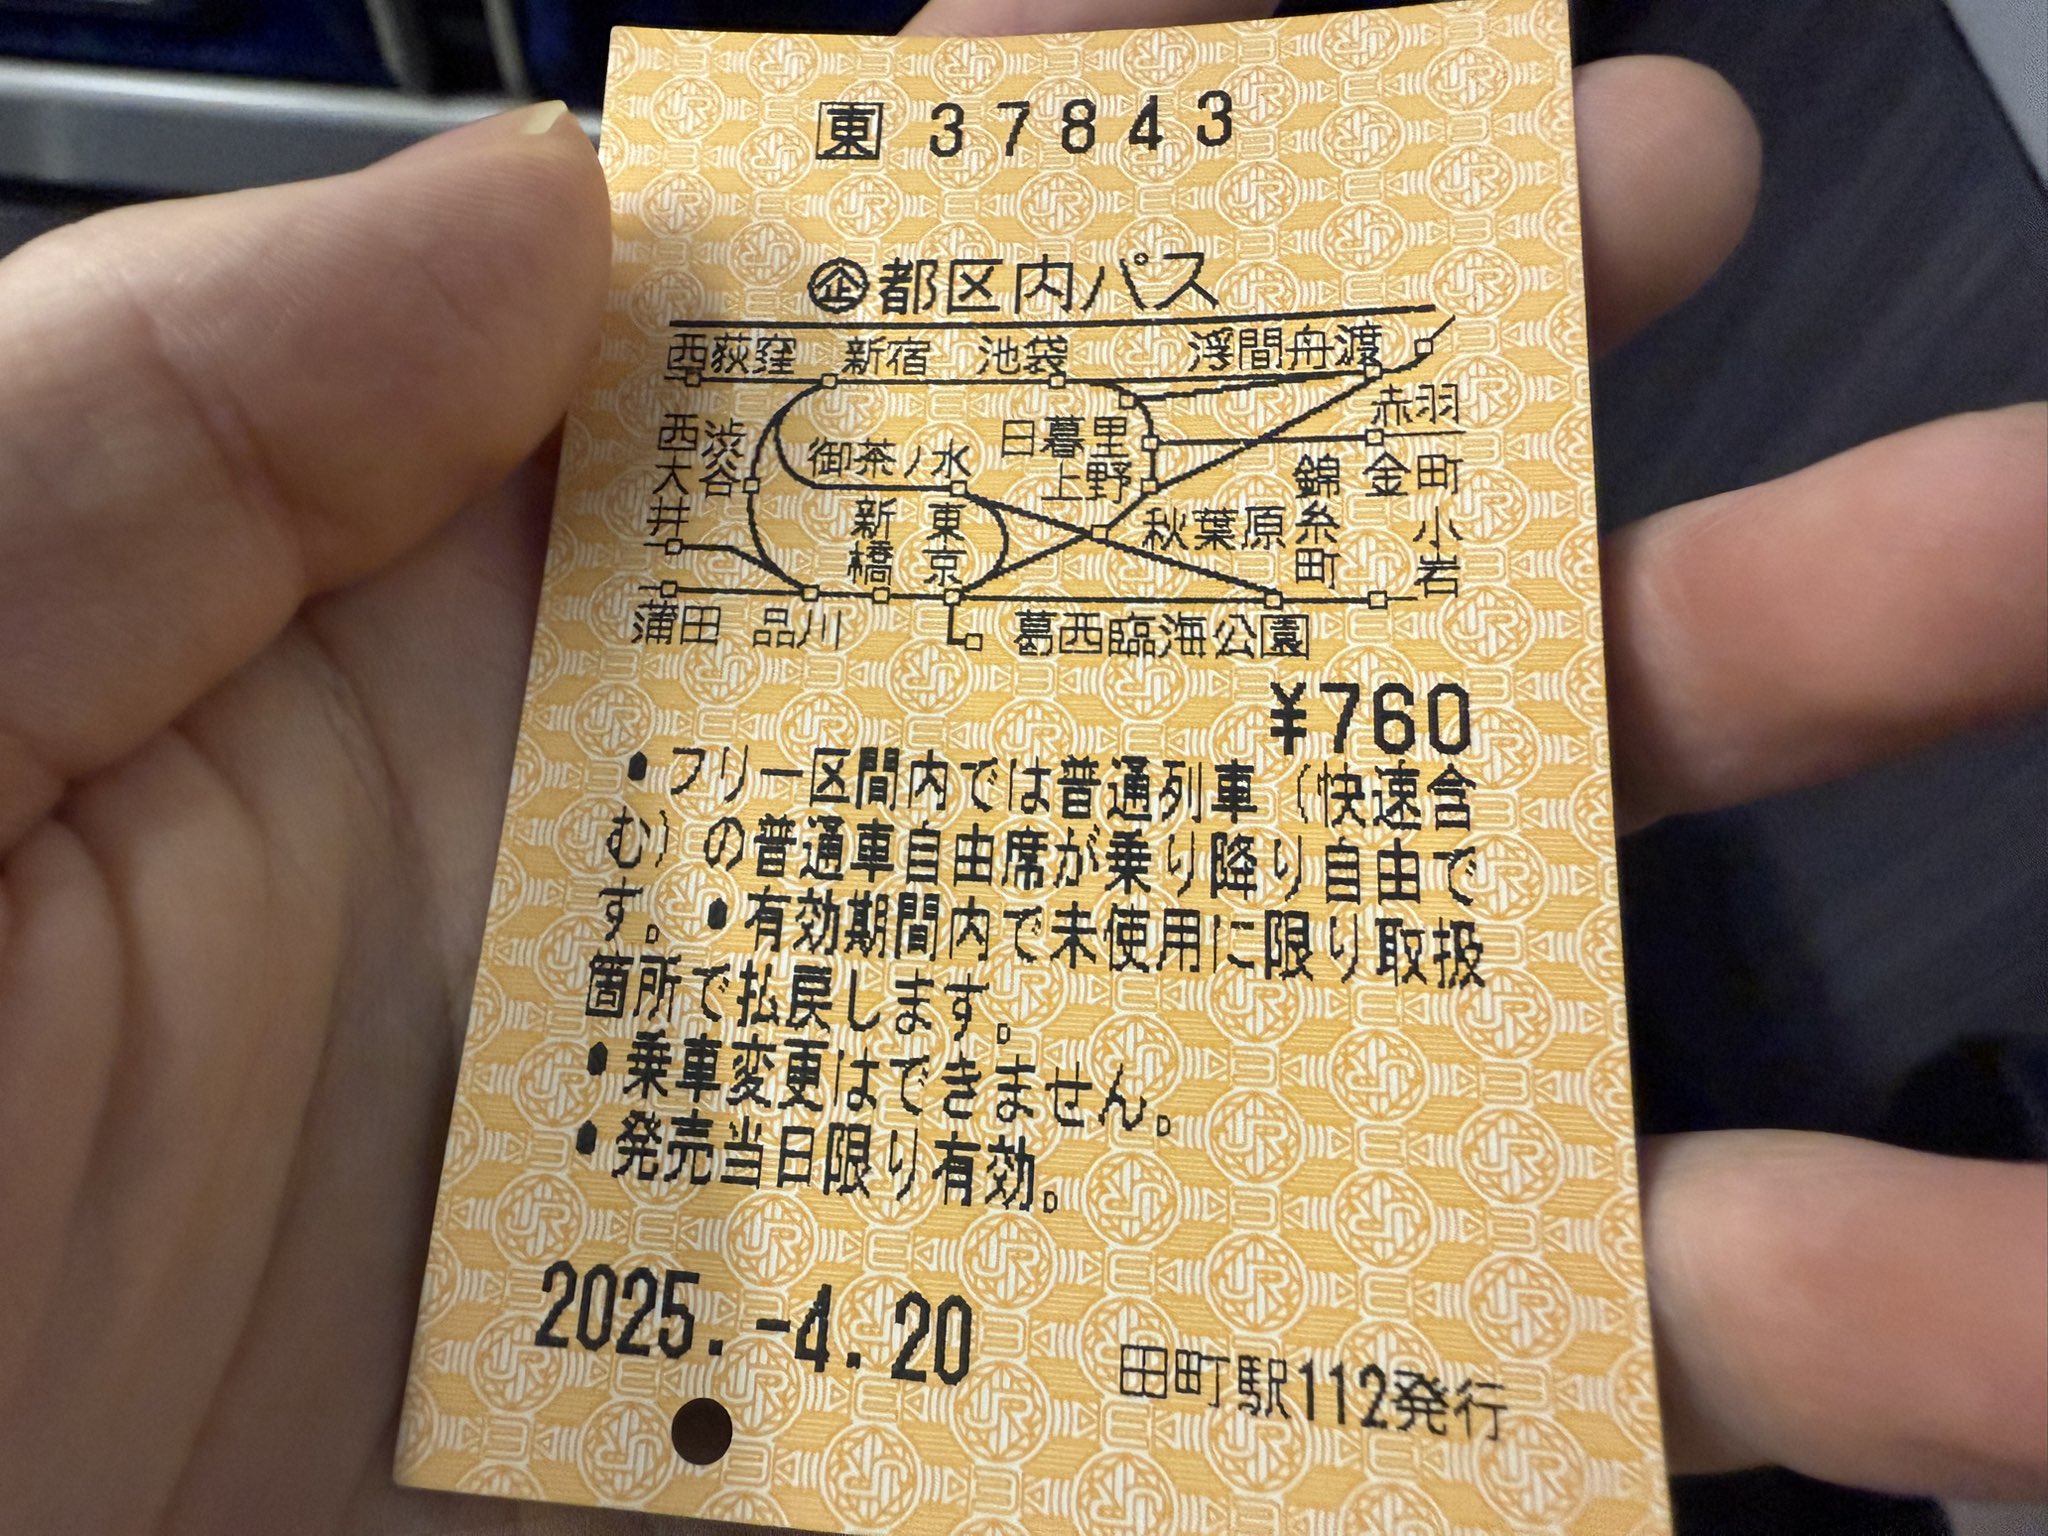 東 37843
企 都区内パス
西荻窪 新宿 池袋 浮間舟渡
赤羽
西大井 渋谷 御茶ノ水 日暮里
上野 錦糸町 金町
新橋 東京 秋葉原 小岩
蒲田 品川 葛西臨海公園
¥760
•フリー区間内では普通列車(快速含
む)の普通車自由席が乗り降り自由で
す。•有効期間内で未使用に限り取扱
箇所で払戻します。
•乗車変更はできません。
•発売当日限り有効。
2025.-4.20
田町駅112発行